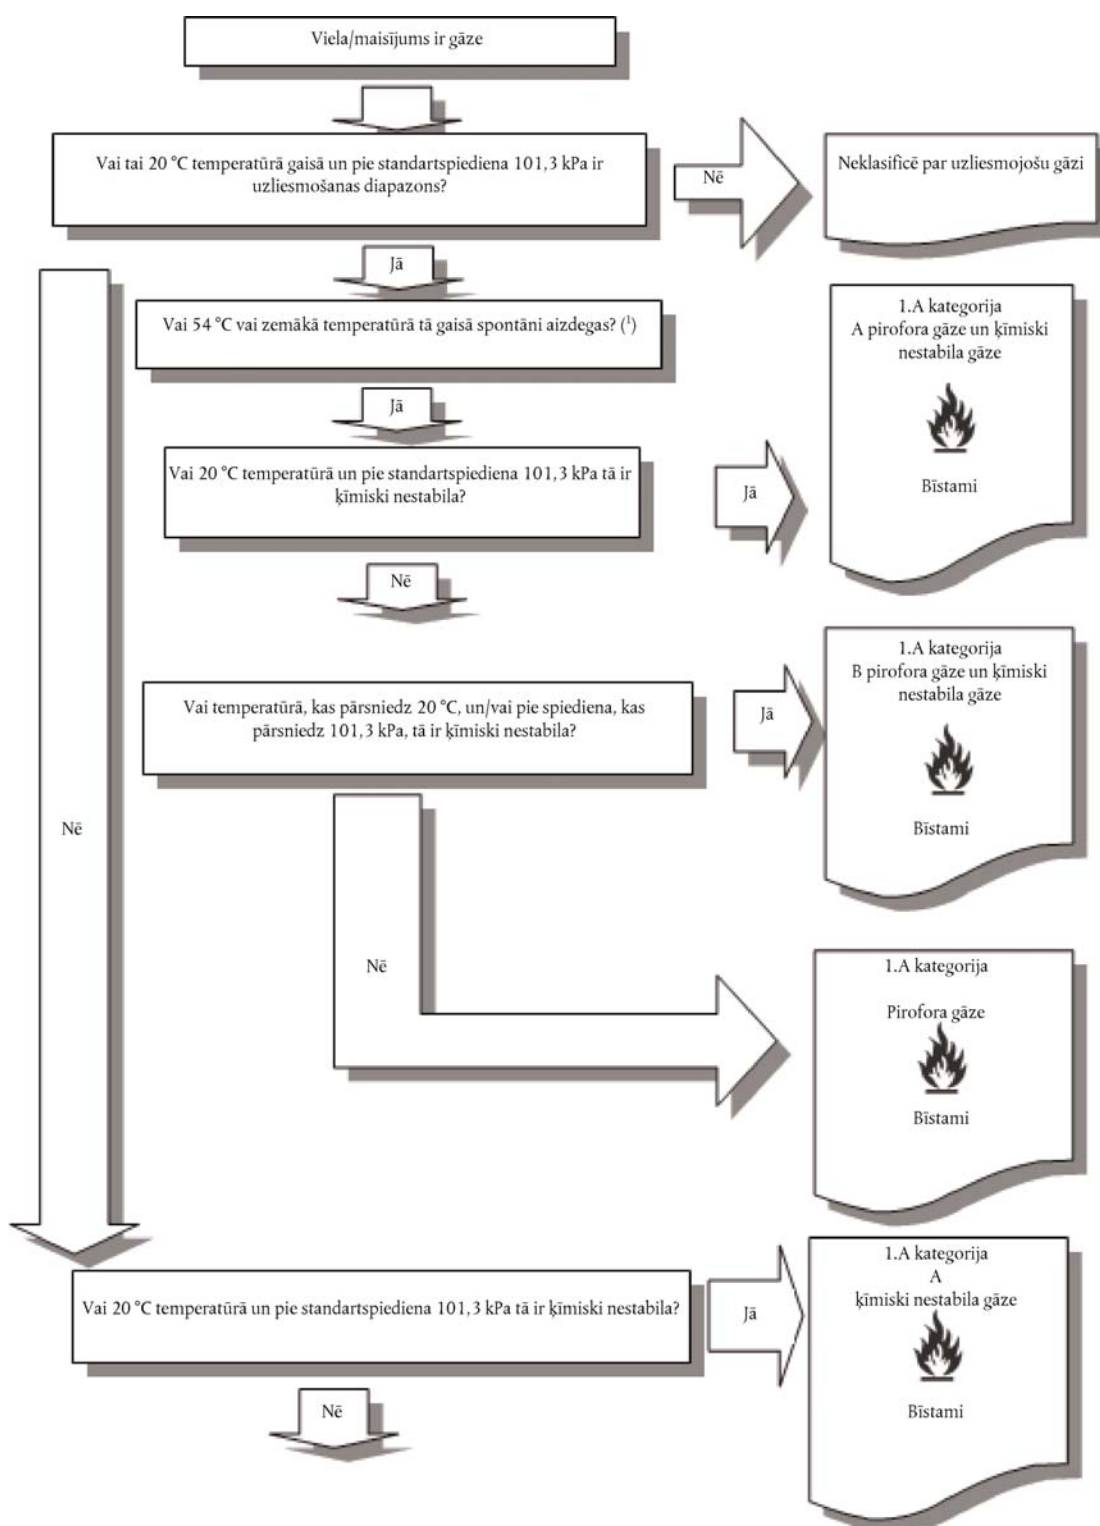 Viela/maisījums ir gāze
Vai tai 20 °C temperatūrā gaisā un pie standartspiediena 101,3 kPa ir
uzliesmošanas diapazons?
Nē
Neklasificē par uzliesmojošu gāzi
Jā
Vai 54 °C vai zemākā temperatūrā tā gaisā spontāni aizdegas? (¹)
1.A kategorija
A pirofora gāze un ķīmiski
nestabila gāze
Bīstami
Jā
Vai 20 °C temperatūrā un pie standartspiediena 101,3 kPa tā ir
ķīmiski nestabila?
Jā
Nē
Vai temperatūrā, kas pārsniedz 20 °C, un/vai pie spiediena, kas
pārsniedz 101,3 kPa, tā ir ķīmiski nestabila?
Jā
1.A kategorija
B pirofora gāze un ķīmiski
nestabila gāze
Bīstami
Nē
Nē
1.A kategorija
Pirofora gāze
Bīstami
Vai 20 °C temperatūrā un pie standartspiediena 101,3 kPa tā ir ķīmiski nestabila?
Jā
1.A kategorija
A
ķīmiski nestabila gāze
Bīstami
Nē